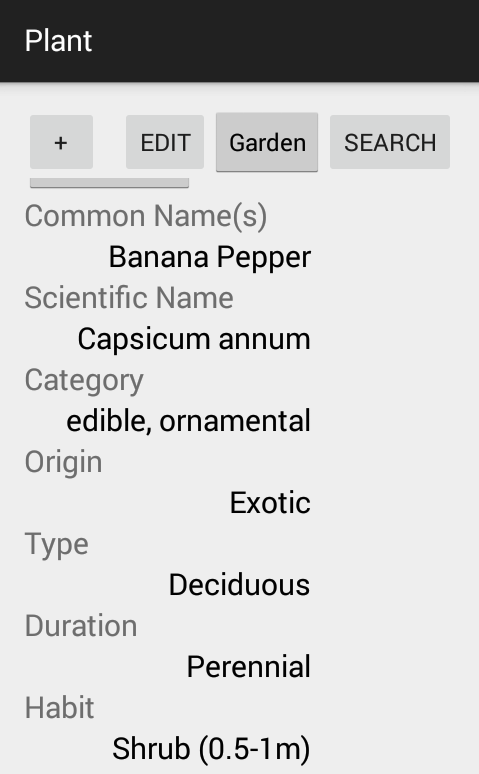 Plant
+ EDIT Garden SEARCH
Common Name(s)
Banana Pepper
Scientific Name
Capsicum annum
Category
edible, ornamental
Origin
Exotic
Type
Deciduous
Duration
Perennial
Habit
Shrub (0.5-1m)